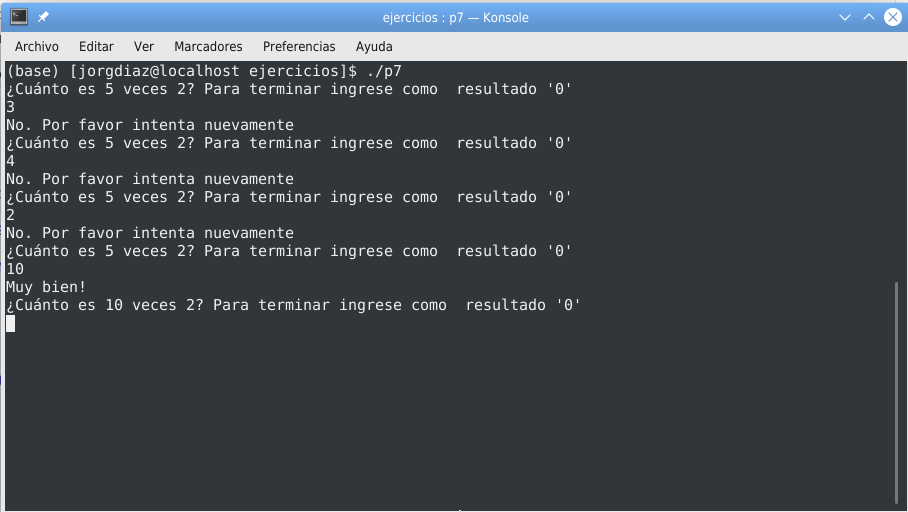 ejercicios : p7 — Konsole
Archivo Editar Ver Marcadores Preferencias Ayuda
(base) [jorgdiaz@localhost ejercicios]$ ./p7
¿Cuánto es 5 veces 2? Para terminar ingrese como  resultado '0'
3
No. Por favor intenta nuevamente
¿Cuánto es 5 veces 2? Para terminar ingrese como  resultado '0'
4
No. Por favor intenta nuevamente
¿Cuánto es 5 veces 2? Para terminar ingrese como  resultado '0'
2
No. Por favor intenta nuevamente
¿Cuánto es 5 veces 2? Para terminar ingrese como  resultado '0'
10
Muy bien!
¿Cuánto es 10 veces 2? Para terminar ingrese como  resultado '0'